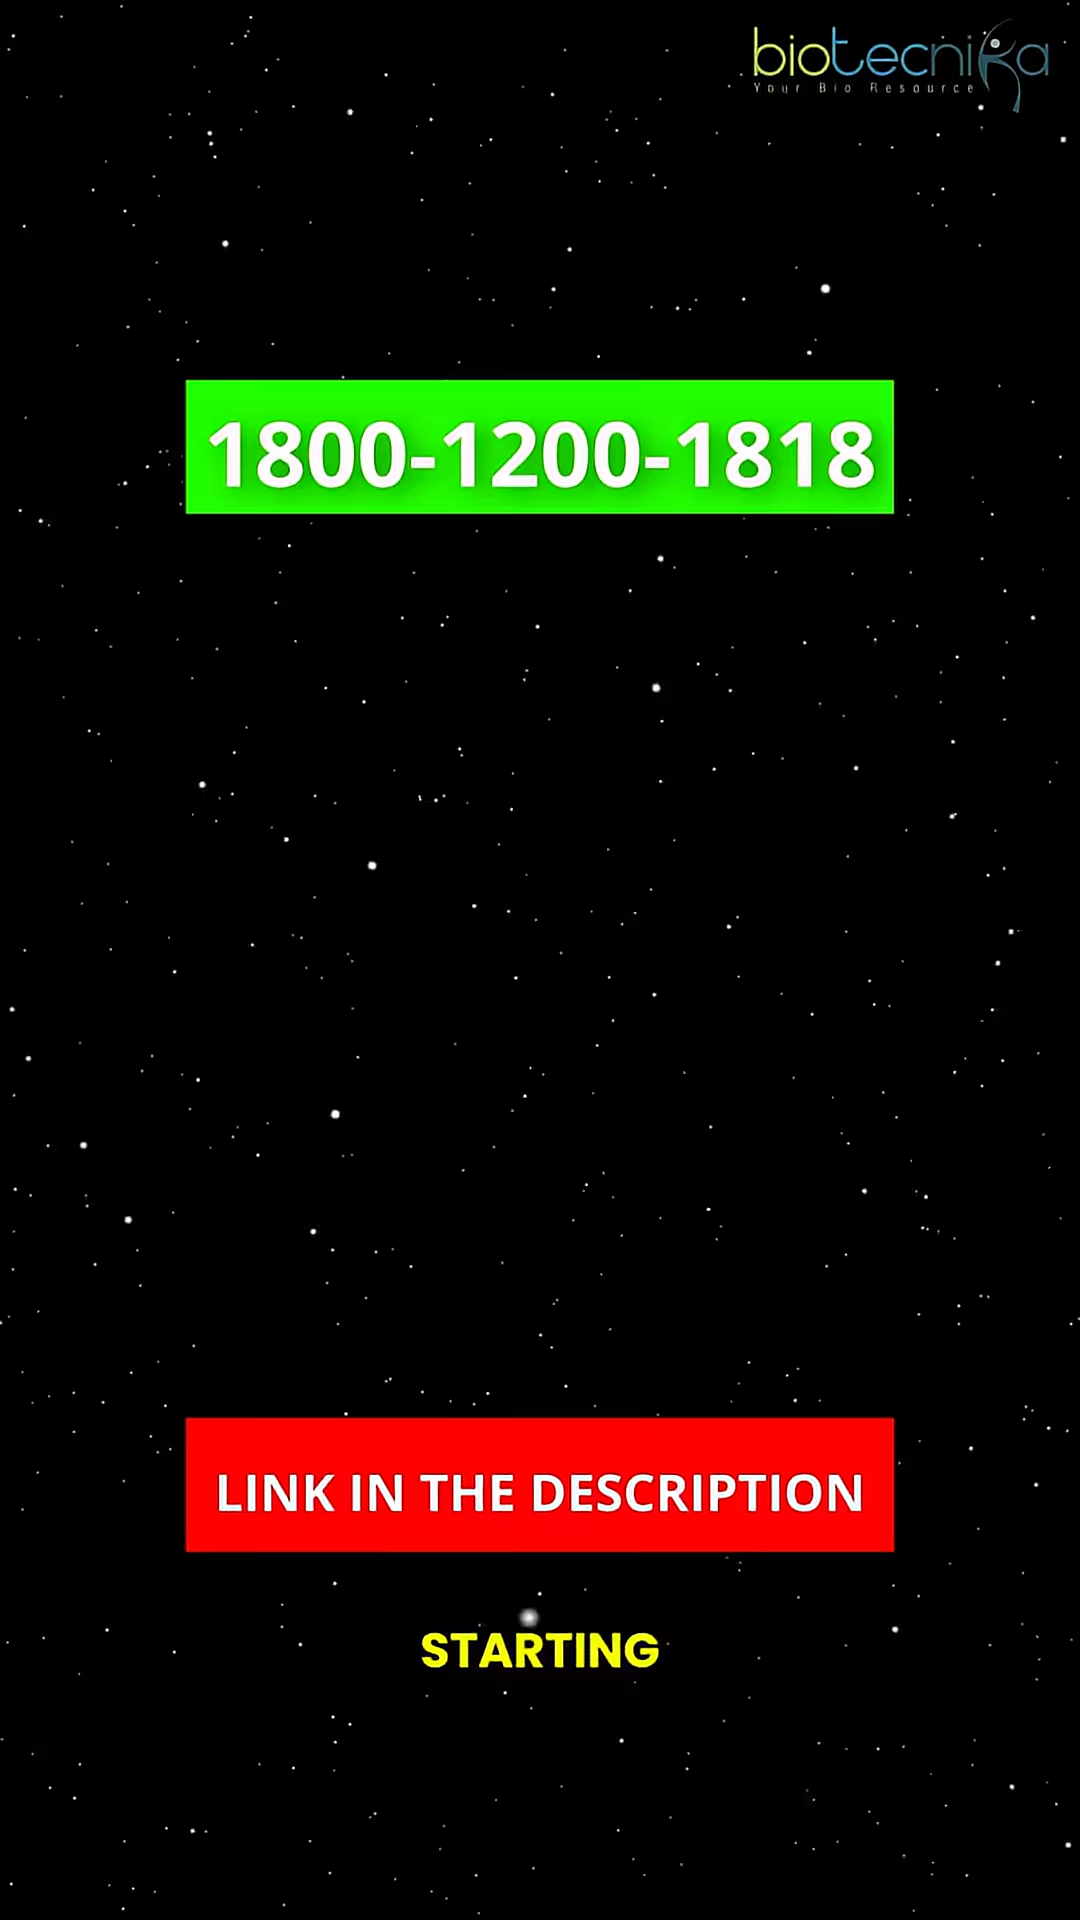 biotecnika
Your Bio Resource
1800-1200-1818
LINK IN THE DESCRIPTION
STARTING